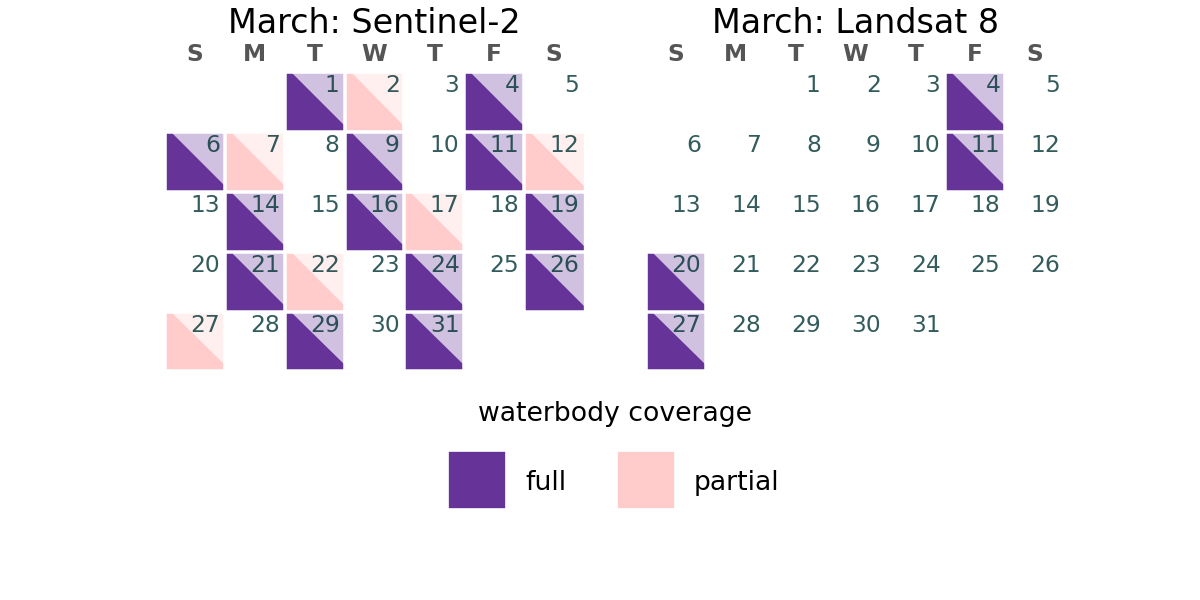 March: Sentinel-2
S M T W T F S
1 2 3 4 5
6 7 8 9 10 11 12
13 14 15 16 17 18 19
20 21 22 23 24 25 26
27 28 29 30 31
March: Landsat 8
S M T W T F S
1 2 3 4 5
6 7 8 9 10 11 12
13 14 15 16 17 18 19
20 21 22 23 24 25 26
27 28 29 30 31
waterbody coverage
full partial